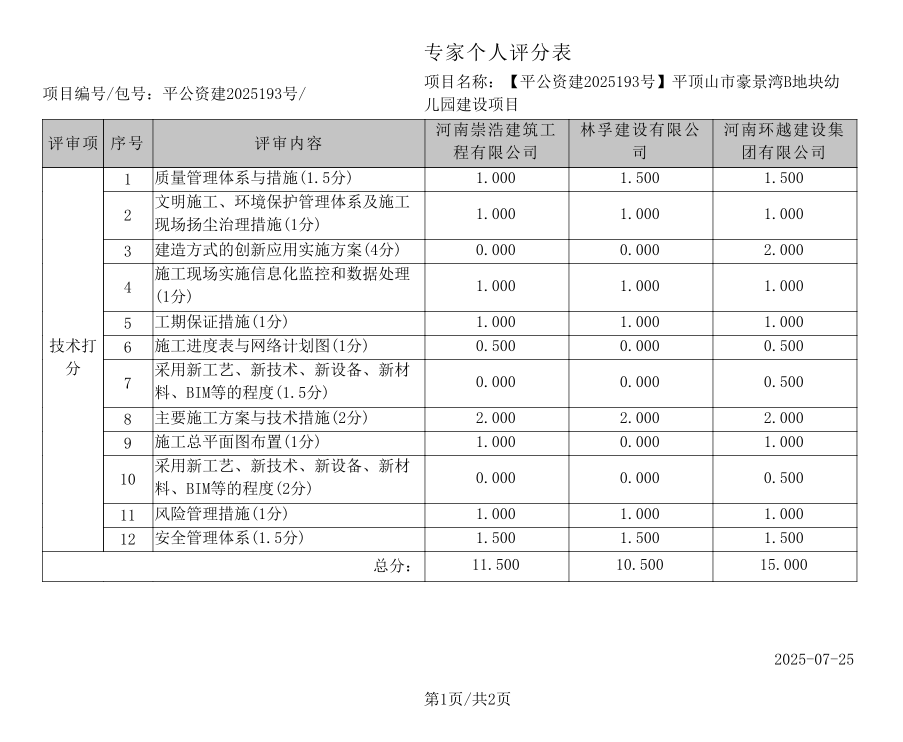 专家个人评分表
项目编号/包号：平公资建2025193号/
项目名称：【平公资建2025193号】平顶山市豪景湾B地块幼
儿园建设项目
评审项 序号 评审内容 河南崇浩建筑工 林孚建设有限公 河南环越建设集
程有限公司 司 团有限公司
技术打
分
1 质量管理体系与措施(1.5分) 1.000 1.500 1.500
文明施工、环境保护管理体系及施工
2 1.000 1.000 1.000
现场扬尘治理措施(1分)
3 建造方式的创新应用实施方案(4分) 0.000 0.000 2.000
施工现场实施信息化监控和数据处理
4 1.000 1.000 1.000
(1分)
5 工期保证措施(1分) 1.000 1.000 1.000
6 施工进度表与网络计划图(1分) 0.500 0.000 0.500
采用新工艺、新技术、新设备、新材
7 0.000 0.000 0.500
料、BIM等的程度(1.5分)
8 主要施工方案与技术措施(2分) 2.000 2.000 2.000
9 施工总平面图布置(1分) 1.000 0.000 1.000
采用新工艺、新技术、新设备、新材
10 0.000 0.000 0.500
料、BIM等的程度(2分)
11 风险管理措施(1分) 1.000 1.000 1.000
12 安全管理体系(1.5分) 1.500 1.500 1.500
总分： 11.500 10.500 15.000
2025-07-25
第1页/共2页